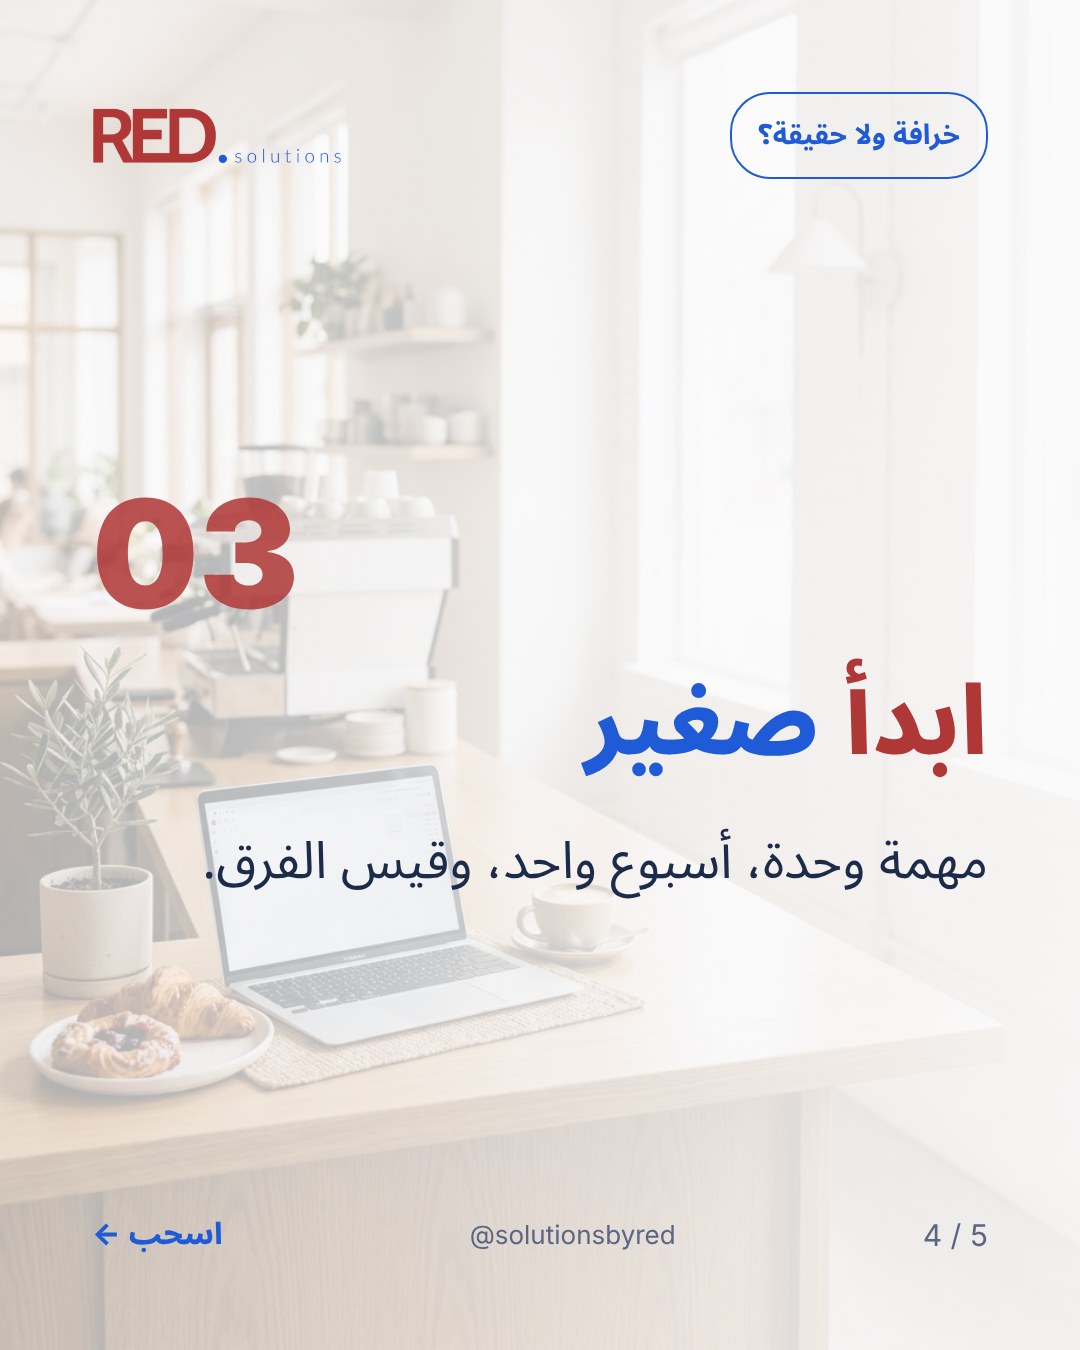 RED.solutions
خرافة ولا حقيقة؟
03
ابدأ صغير
مهمة وحدة، أسبوع واحد، وقيس الفرق.
اسحب ←
@solutionsbyred
4 / 5